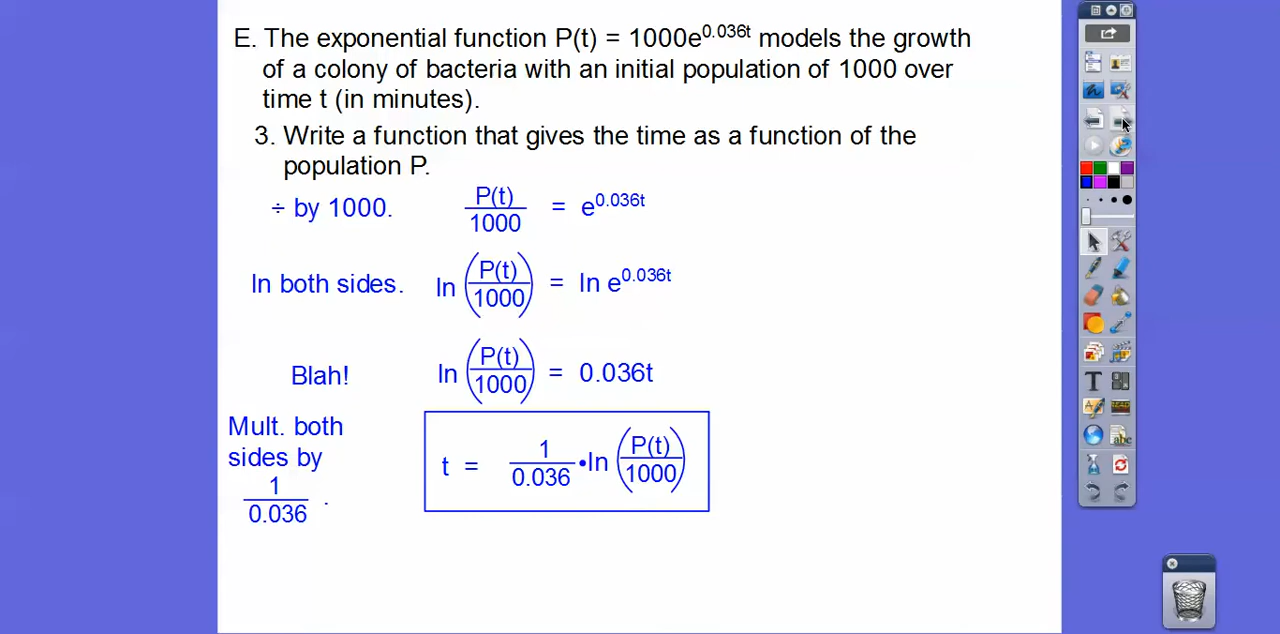 E. The exponential function P(t) = 1000e^0.036t models the growth
of a colony of bacteria with an initial population of 1000 over
time t (in minutes).
3. Write a function that gives the time as a function of the
population P.
÷ by 1000. P(t)/1000 = e^0.036t
ln both sides. ln (P(t)/1000) = ln e^0.036t
Blah! ln (P(t)/1000) = 0.036t
Mult. both
sides by
1/0.036 .
t = 1/0.036 •ln (P(t)/1000)